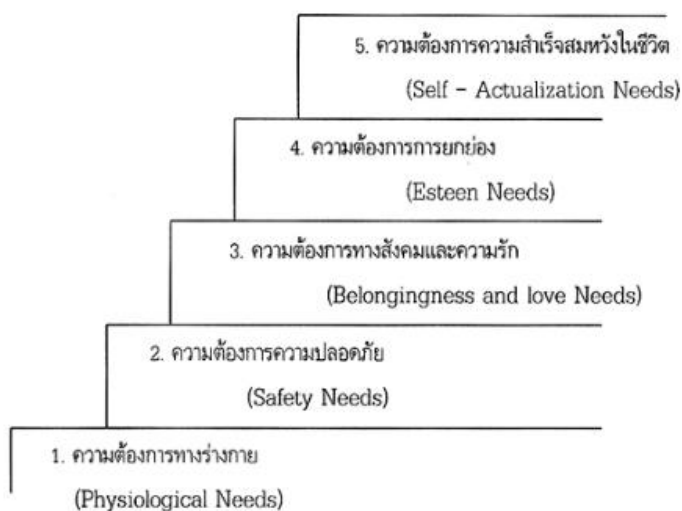 5. ความต้องการความสำเร็จสมหวังในชีวิต
(Self - Actualization Needs)
4. ความต้องการการยกย่อง
(Esteen Needs)
3. ความต้องการทางสังคมและความรัก
(Belongingness and love Needs)
2. ความต้องการความปลอดภัย
(Safety Needs)
1. ความต้องการทางร่างกาย
(Physiological Needs)